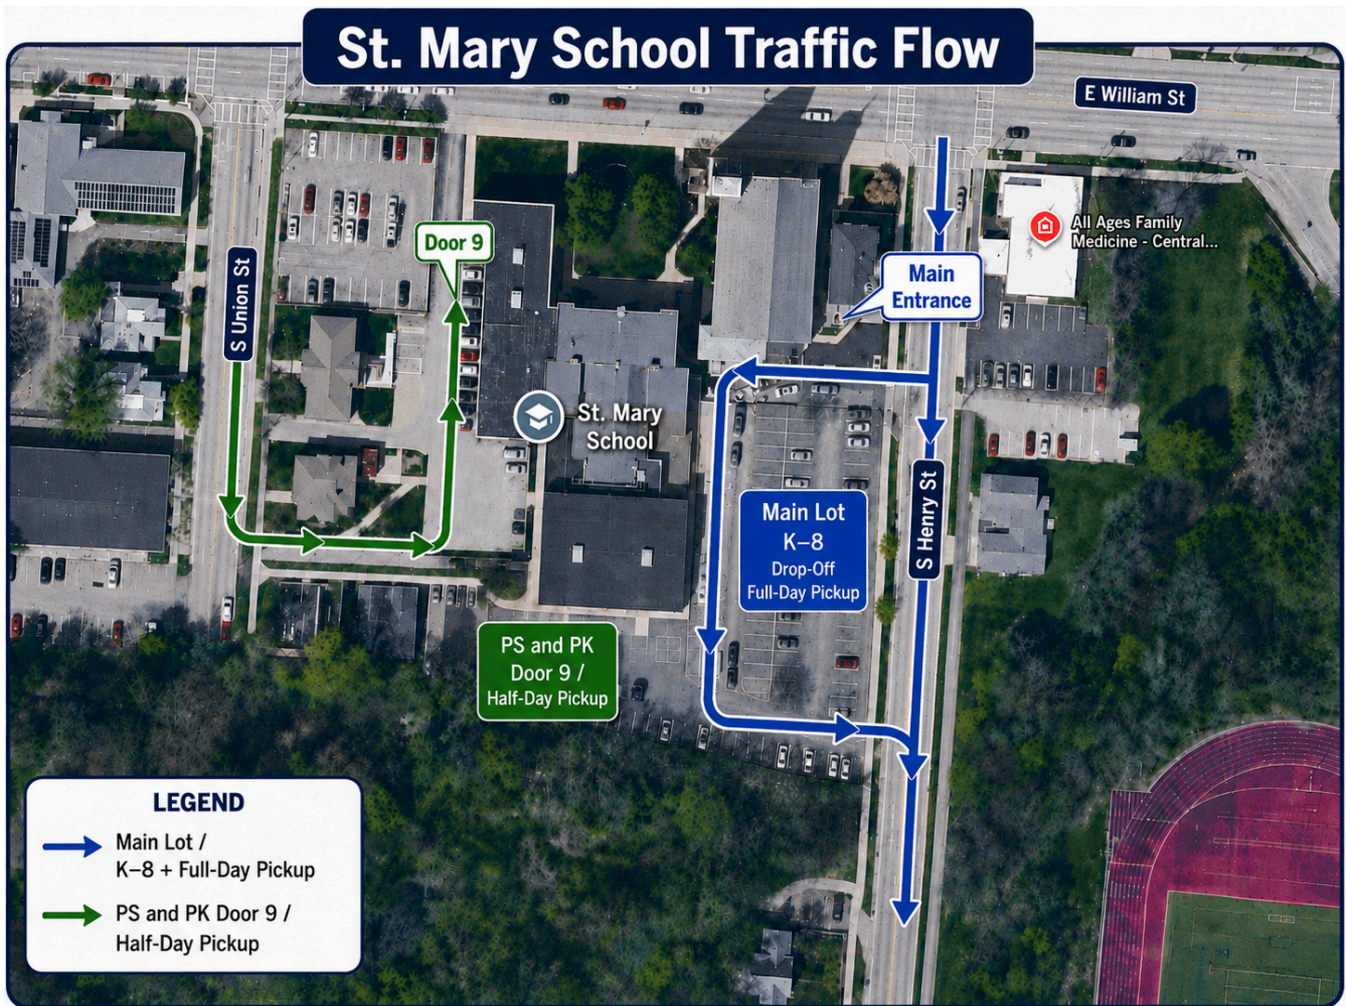 St. Mary School Traffic Flow
E William St
All Ages Family
Medicine - Central...
Door 9
S Union St
Main
Entrance
St. Mary
School
Main Lot
K–8
Drop-Off
Full-Day Pickup
S Henry St
PS and PK
Door 9 /
Half-Day Pickup
LEGEND
Main Lot /
K–8 + Full-Day Pickup
PS and PK Door 9 /
Half-Day Pickup